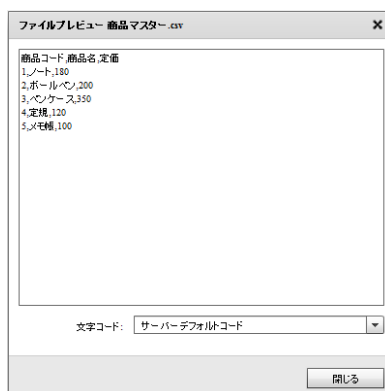 ファイルプレビュー 商品マスター.csv
商品コード,商品名,定価
1,ノート,180
2,ボールペン,200
3,ペンケース,350
4,定規,120
5,メモ帳,100
文字コード: サーバーデフォルトコード
閉じる